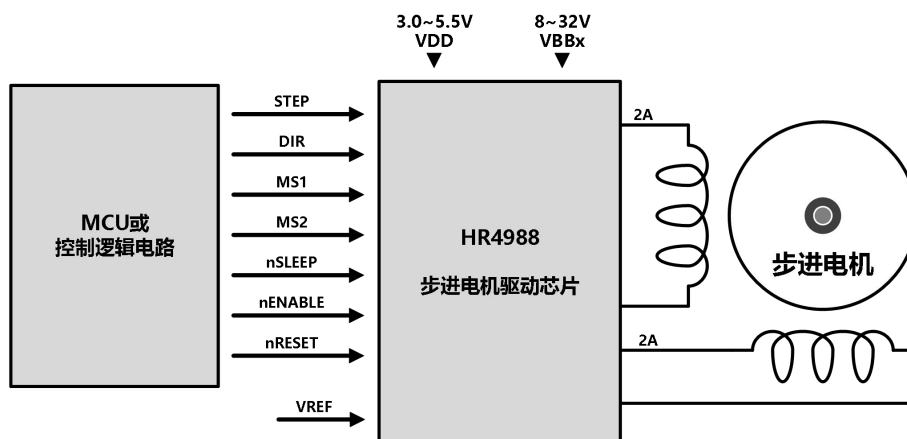 3.0~5.5V
VDD
8~32V
VBBx
MCU或
控制逻辑电路
STEP
DIR
MS1
MS2
nSLEEP
nENABLE
nRESET
VREF
HR4988
步进电机驱动芯片
2A
2A
步进电机